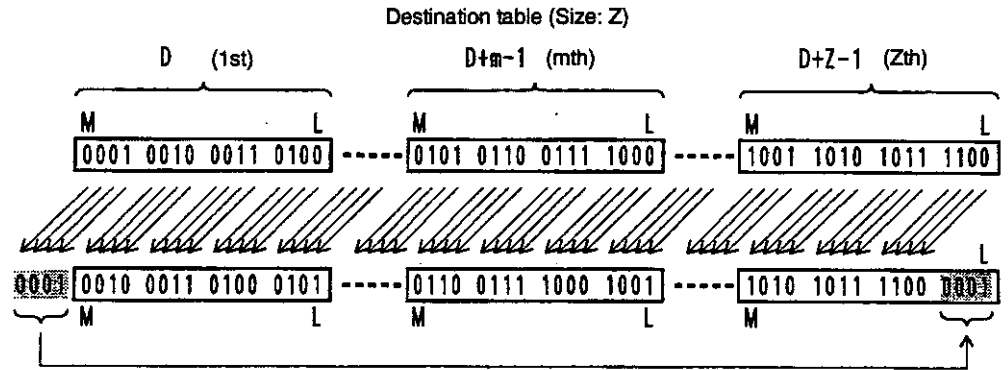 Destination table (Size: Z)
D (1st) D+m-1 (mth) D+Z-1 (Zth)
M L M L M L
0001 0010 0011 0100 0101 0110 0111 1000 1001 1010 1011 1100
L
0001 0010 0011 0100 0101 0110 0111 1000 1001 1010 1011 1100 0001
M L M L M